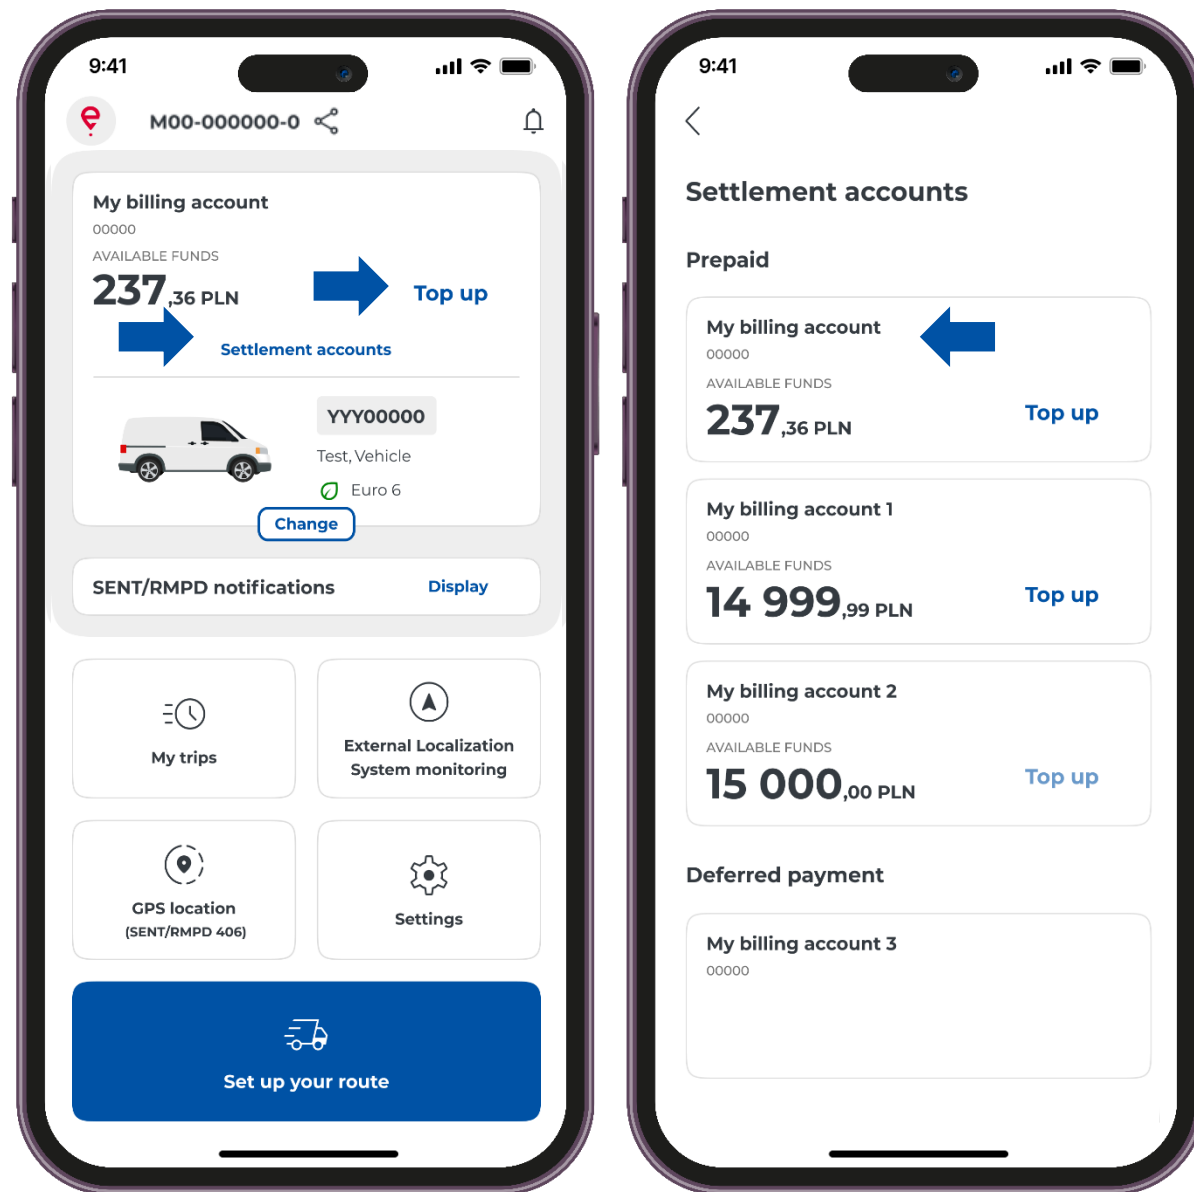 9:41
M00-000000-0
My billing account
00000
AVAILABLE FUNDS
237,36 PLN
Top up
Settlement accounts
YYY00000
Test, Vehicle
Euro 6
Change
SENT/RMPD notifications
Display
My trips
External Localization
System monitoring
GPS location
(SENT/RMPD 406)
Settings
Set up your route
9:41
Settlement accounts
Prepaid
My billing account
00000
AVAILABLE FUNDS
237,36 PLN
Top up
My billing account 1
00000
AVAILABLE FUNDS
14 999,99 PLN
Top up
My billing account 2
00000
AVAILABLE FUNDS
15 000,00 PLN
Top up
Deferred payment
My billing account 3
00000